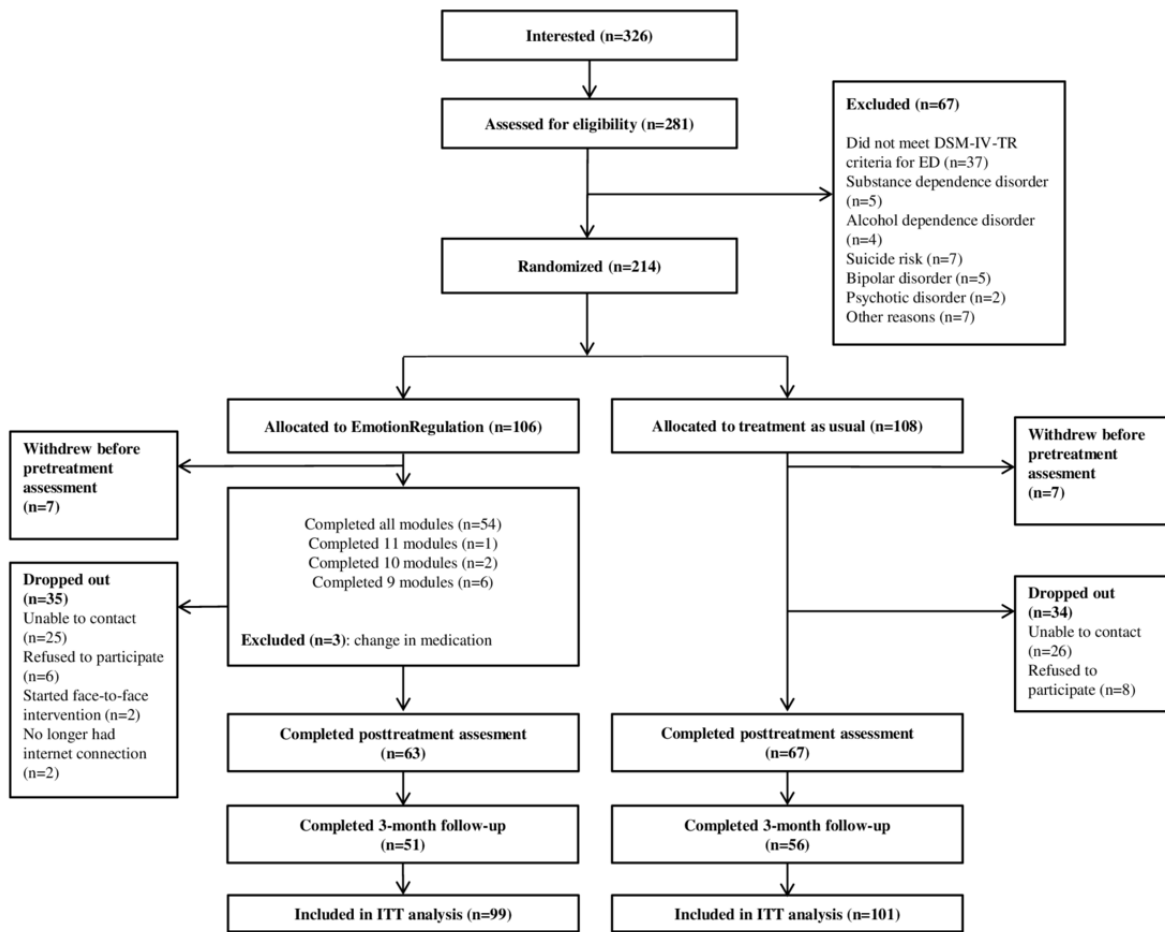 Interested (n=326)
Assessed for eligibility (n=281)
Excluded (n=67)
Did not meet DSM-IV-TR
criteria for ED (n=37)
Substance dependence disorder
(n=5)
Alcohol dependence disorder
(n=4)
Suicide risk (n=7)
Bipolar disorder (n=5)
Psychotic disorder (n=2)
Other reasons (n=7)
Randomized (n=214)
Allocated to EmotionRegulation (n=106)
Allocated to treatment as usual (n=108)
Withdrew before
pretreatment
assessment
(n=7)
Withdrew before
pretreatment
assesment
(n=7)
Completed all modules (n=54)
Completed 11 modules (n=1)
Completed 10 modules (n=2)
Completed 9 modules (n=6)
Excluded (n=3): change in medication
Dropped out
(n=35)
Unable to contact
(n=25)
Refused to participate
(n=6)
Started face-to-face
intervention (n=2)
No longer had
internet connection
(n=2)
Dropped out
(n=34)
Unable to contact
(n=26)
Refused to
participate (n=8)
Completed posttreatment assesment
(n=63)
Completed posttreatment assessment
(n=67)
Completed 3-month follow-up
(n=51)
Completed 3-month follow-up
(n=56)
Included in ITT analysis (n=99)
Included in ITT analysis (n=101)